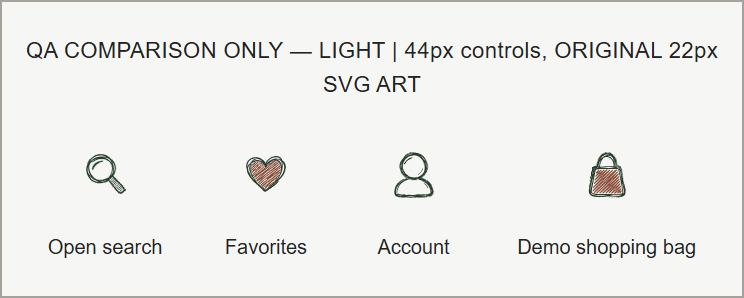 QA COMPARISON ONLY — LIGHT | 44px controls, ORIGINAL 22px
SVG ART
Open search
Favorites
Account
Demo shopping bag